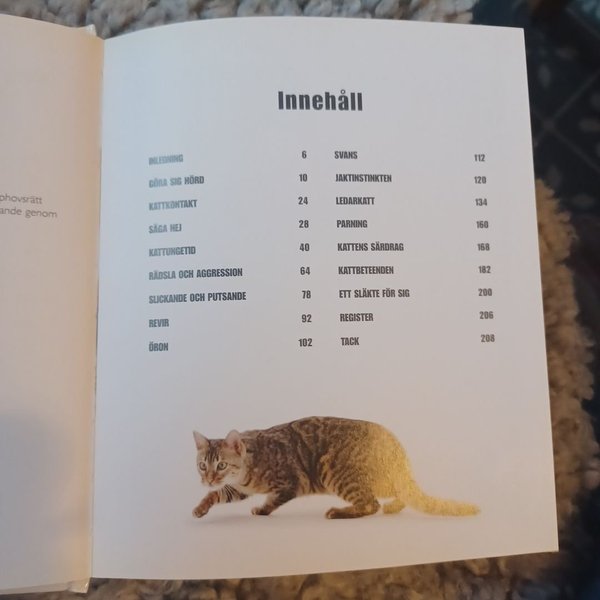 phovsrätt
ande genom
Innehåll
INLEDNING 6
GÖRA SIG HÖRD 10
KATTKONTAKT 24
SÄGA HEJ 28
KATTUNGETID 40
RÄDSLA OCH AGGRESSION 64
SLICKANDE OCH PUTSANDE 78
REVIR 92
ÖRON 102
SVANS 112
JAKTINSTINKTEN 120
LEDARKATT 134
PARNING 160
KATTENS SÄRDRAG 168
KATTBETEENDEN 182
ETT SLÄKTE FÖR SIG 200
REGISTER 206
TACK 208